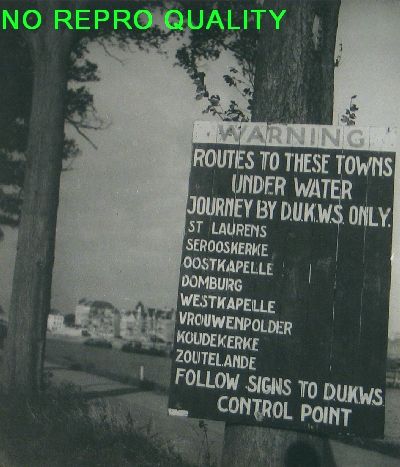 NO REPRO QUALITY
WARNING
ROUTES TO THESE TOWNS
UNDER WATER
JOURNEY BY D.U.K.W.S. ONLY.
ST LAURENS
SEROOSKERKE
OOSTKAPELLE
DOMBURG
WESTKAPELLE
VROUWENPOLDER
KOUDEKERKE
ZOUTELANDE
FOLLOW SIGNS TO D.U.K.W.S.
CONTROL POINT